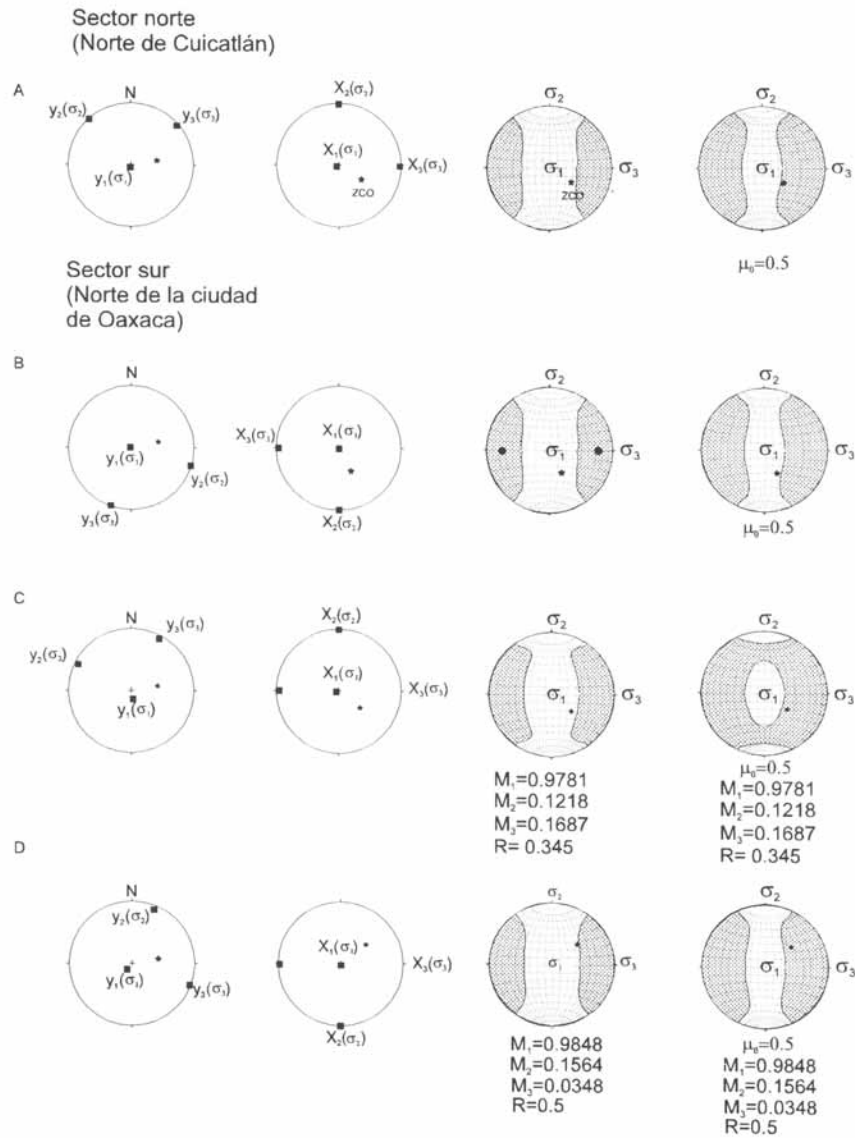 Sector norte
(Norte de Cuicatlán)
A
N
y₂(σ₂)
y₃(σ₃)
y₁(σ₁)
X₂(σ₂)
X₁(σ₁)
X₃(σ₃)
ZCO
σ₂
σ₁
σ₃
ZCO
σ₂
σ₁
σ₃
μ₀=0.5
Sector sur
(Norte de la ciudad
de Oaxaca)
B
N
y₁(σ₁)
y₂(σ₂)
y₃(σ₃)
X₃(σ₃)
X₁(σ₁)
X₂(σ₂)
σ₂
σ₁
σ₃
σ₂
σ₁
σ₃
μ₀=0.5
C
N
y₃(σ₃)
y₂(σ₂)
y₁(σ₁)
X₂(σ₂)
X₁(σ₁)
X₃(σ₃)
σ₂
σ₁
σ₃
M₁=0.9781
M₂=0.1218
M₃=0.1687
R= 0.345
σ₂
σ₁
σ₃
μ₀=0.5
M₁=0.9781
M₂=0.1218
M₃=0.1687
R= 0.345
D
N
y₂(σ₂)
y₁(σ₁)
y₃(σ₃)
X₁(σ₁)
X₃(σ₃)
X₂(σ₂)
σ₂
σ₁
σ₃
M₁=0.9848
M₂=0.1564
M₃=0.0348
R=0.5
σ₂
σ₁
σ₃
μ₀=0.5
M₁=0.9848
M₂=0.1564
M₃=0.0348
R=0.5